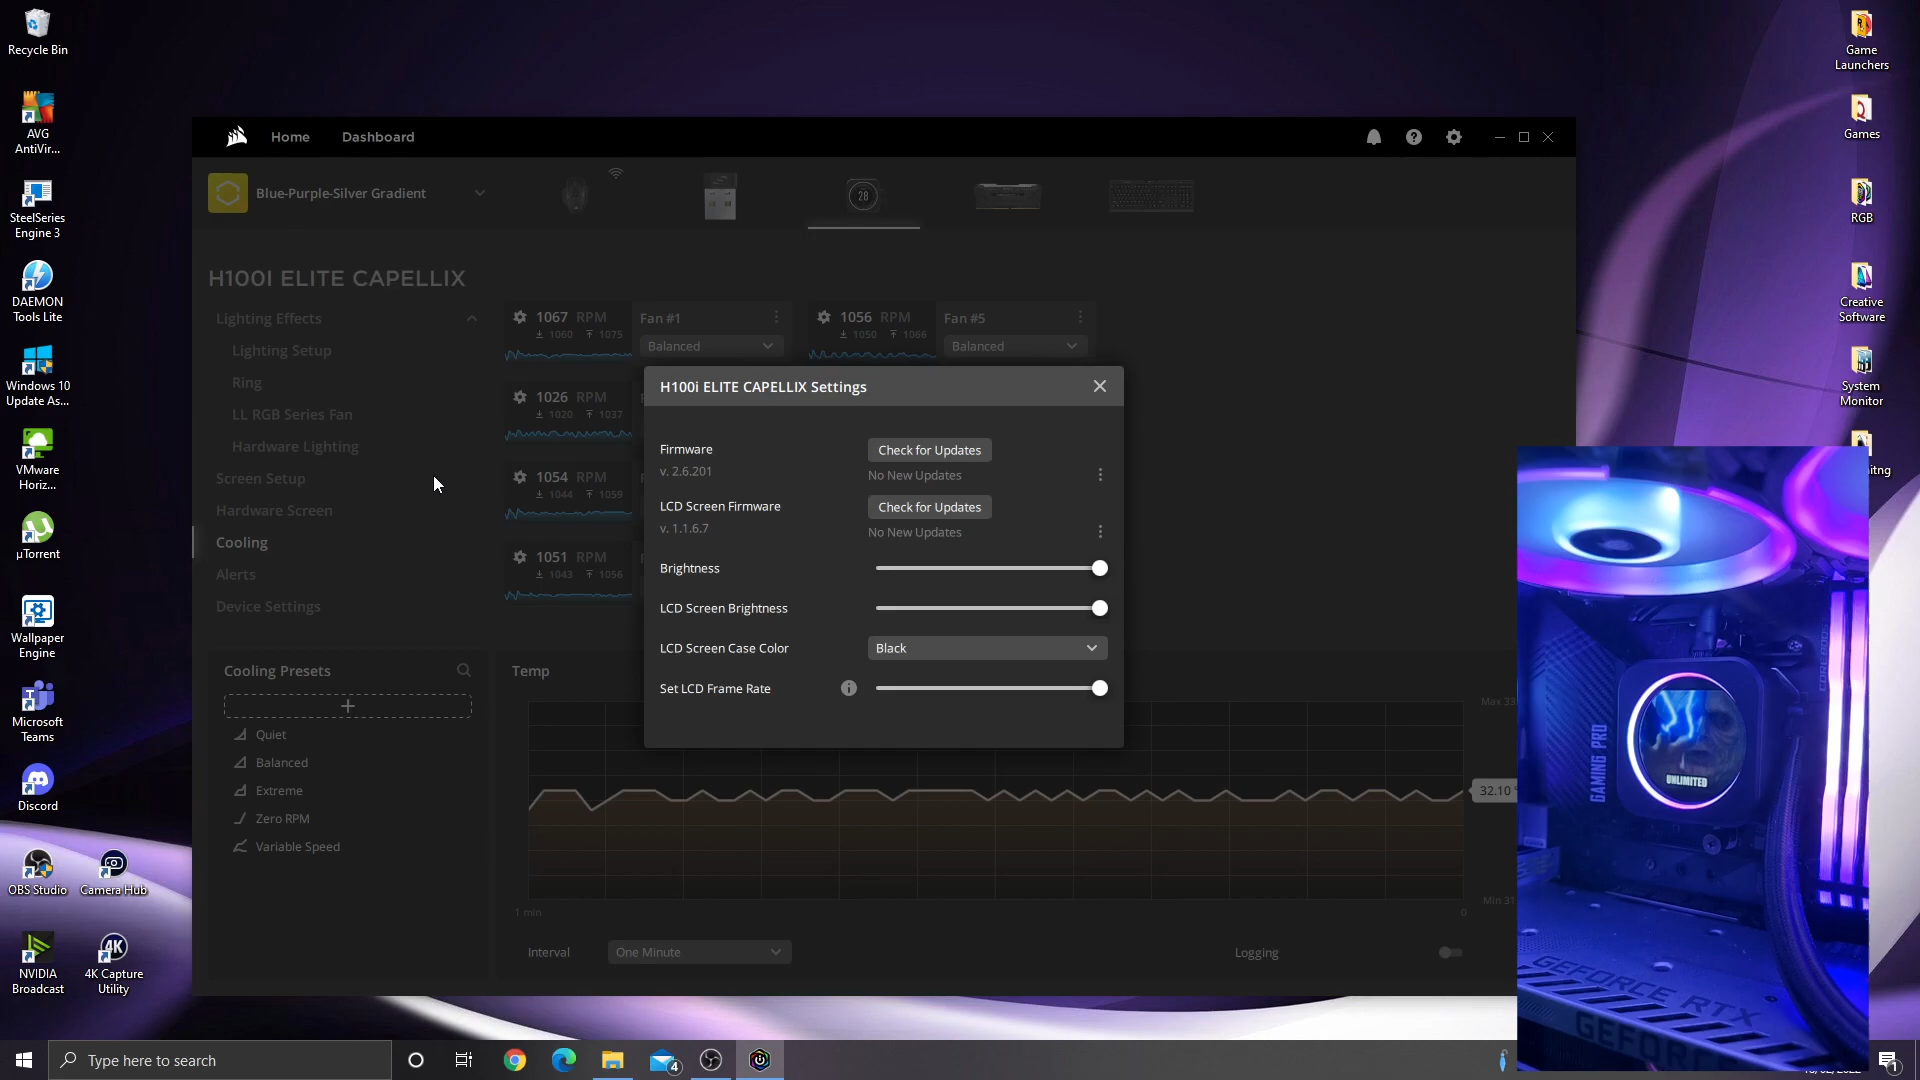 Recycle Bin
AVG
AntiVir...
SteelSeries
Engine 3
DAEMON
Tools Lite
Windows 10
Update As...
VMware
Horiz...
µTorrent
Wallpaper
Engine
Microsoft
Teams
Discord
OBS Studio
Camera Hub
NVIDIA
Broadcast
4K
4K Capture
Utility
Game
Launchers
Games
RGB
Creative
Software
System
Monitor
Home
Dashboard
Blue-Purple-Silver Gradient
28
H100I ELITE CAPELLIX
Lighting Effects
Lighting Setup
Ring
LL RGB Series Fan
Hardware Lighting
Screen Setup
Hardware Screen
Cooling
Alerts
Device Settings
1067 RPM
1060 1075
Fan #1
Balanced
1056 RPM
1050 1066
Fan #5
Balanced
1026 RPM
1020 1037
1054 RPM
1044 1059
1051 RPM
1043 1056
H100i ELITE CAPELLIX Settings
Firmware
Check for Updates
v. 2.6.201
No New Updates
LCD Screen Firmware
Check for Updates
v. 1.1.6.7
No New Updates
Brightness
LCD Screen Brightness
LCD Screen Case Color
Black
Set LCD Frame Rate
Cooling Presets
Quiet
Balanced
Extreme
Zero RPM
Variable Speed
Temp
32.10
1 min
0
Interval
One Minute
Logging
GAMING PRO
UNLIMITED
GEFORCE RTX
Type here to search
4
1